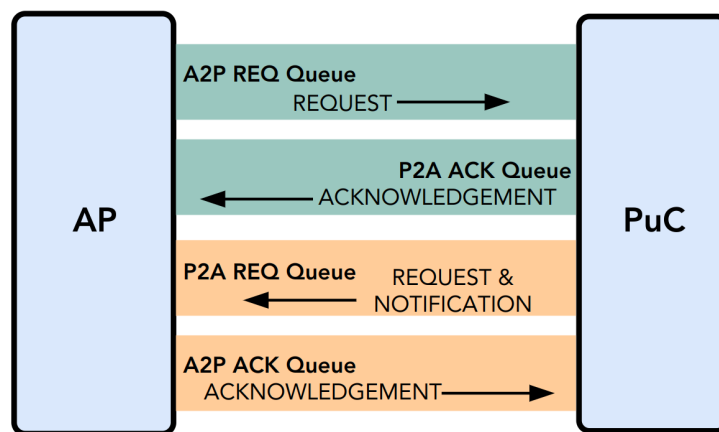 AP
A2P REQ Queue
REQUEST
P2A ACK Queue
ACKNOWLEDGEMENT
P2A REQ Queue
REQUEST &
NOTIFICATION
A2P ACK Queue
ACKNOWLEDGEMENT
PuC